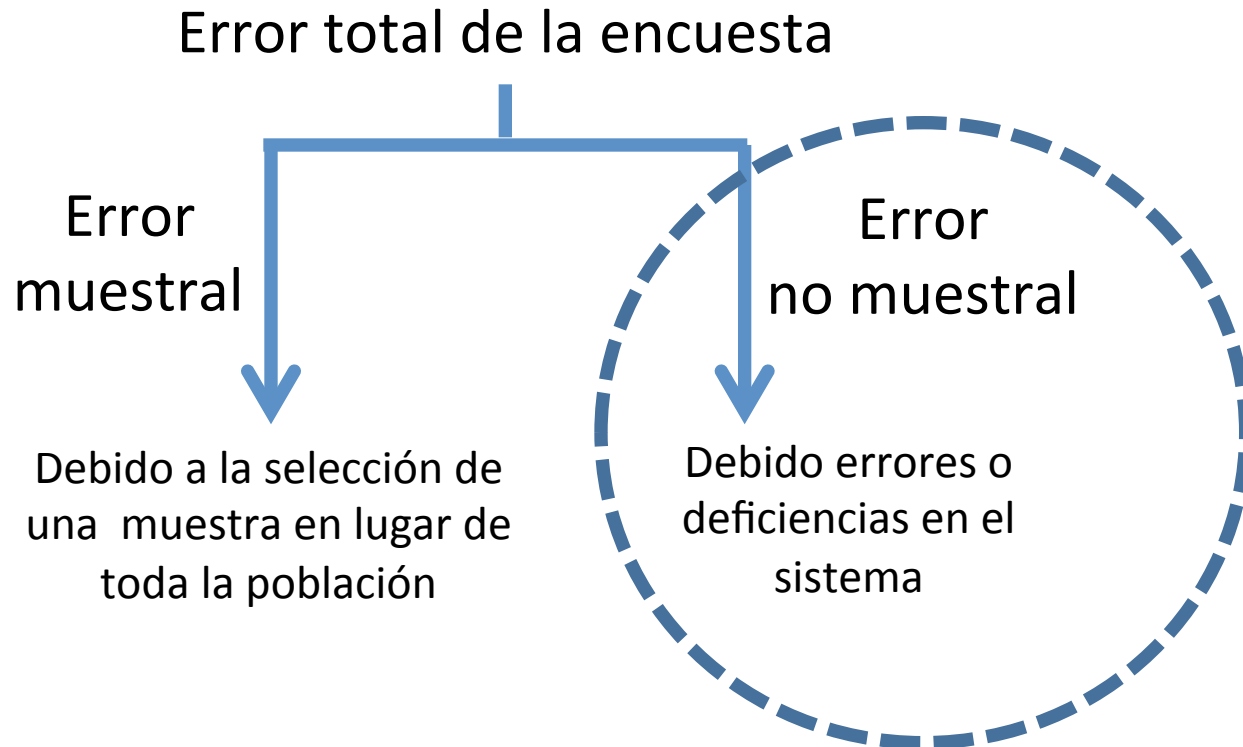 Error total de la encuesta
Error
muestral
Error
no muestral
Debido a la selección de
una muestra en lugar de
toda la población
Debido errores o
deficiencias en el
sistema